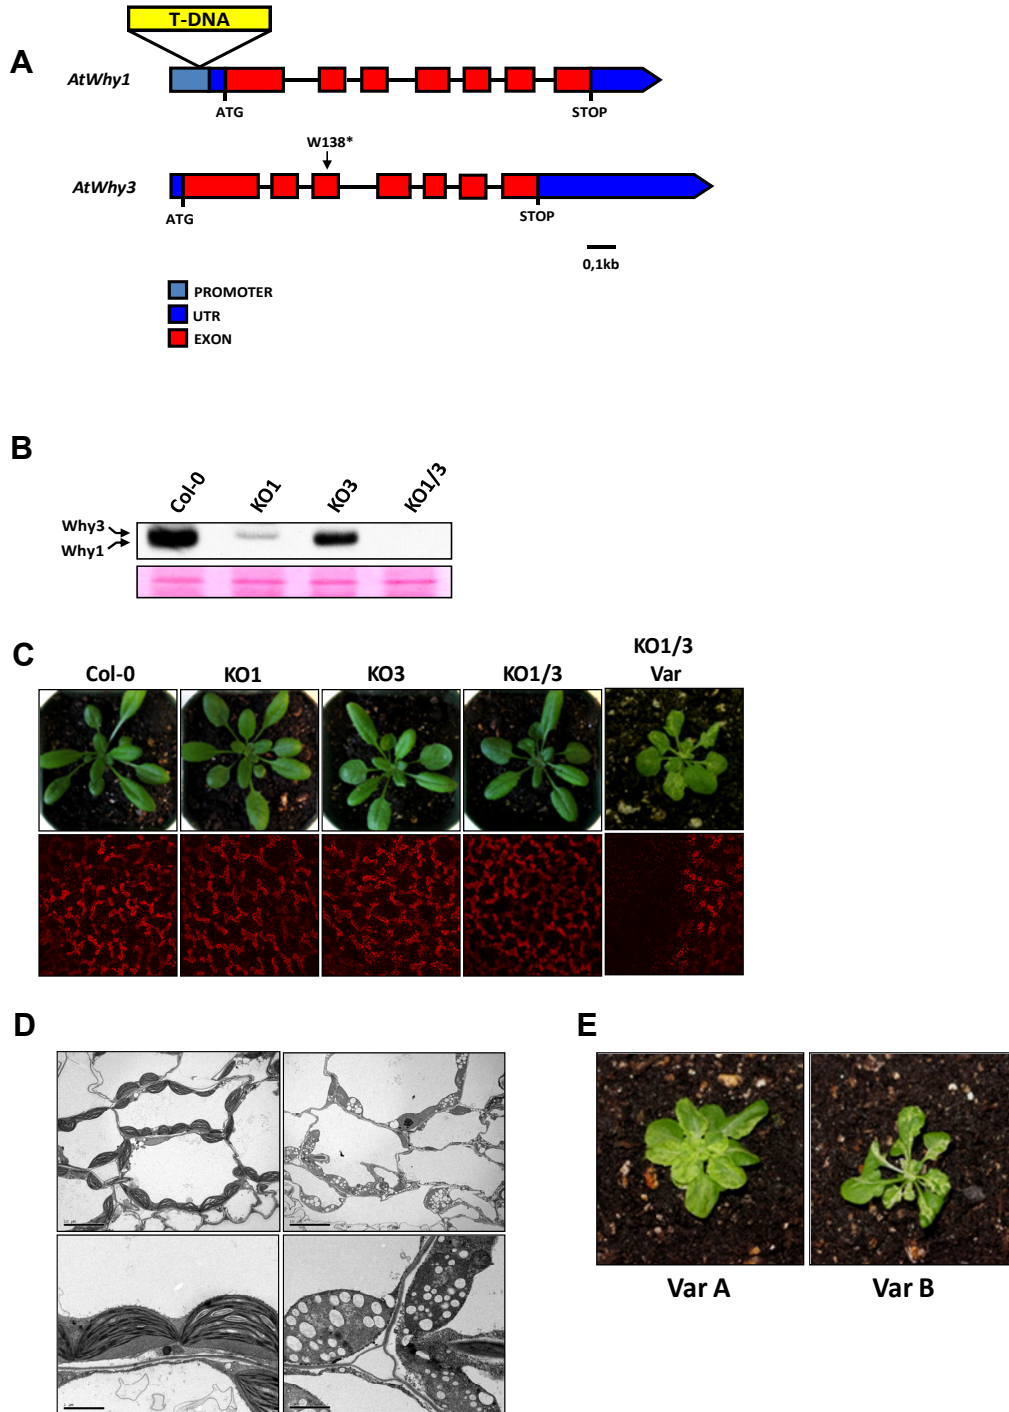 T-DNA
A
AtWhy1
ATG
STOP
W138*
AtWhy3
ATG
STOP
0,1kb
PROMOTER
UTR
EXON
B
Col-0
KO1
KO3
KO1/3
Why3
Why1
C
Col-0
KO1
KO3
KO1/3
KO1/3
Var
D
E
Var A
Var B